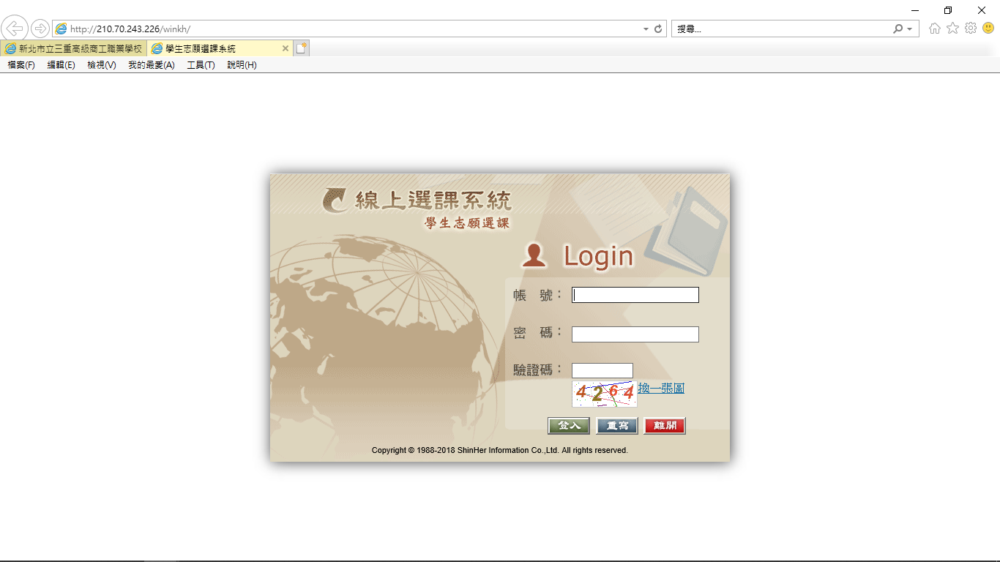 http://210.70.243.226/winkh/
搜尋...
新北市立三重高級商工職業學校
學生志願選課系統
檔案(F) 編輯(E) 檢視(V) 我的最愛(A) 工具(T) 說明(H)
線上選課系統
學生志願選課
Login
帳 號：
密 碼：
驗證碼：
4264 換一張圖
登入 重寫 離開
Copyright © 1988-2018 ShinHer Information Co.,Ltd. All rights reserved.